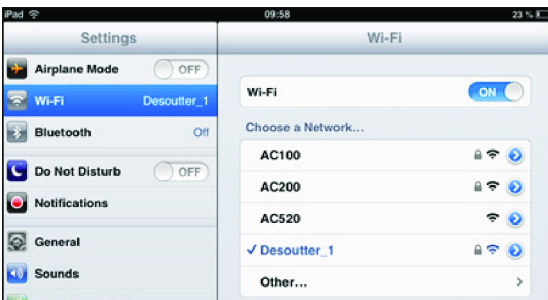 iPad 09:58 23 %
Settings
Wi-Fi
Airplane Mode OFF
Wi-Fi Desoutter_1
Bluetooth Off
Do Not Disturb OFF
Notifications
General
Sounds
Wi-Fi ON
Choose a Network...
AC100
AC200
AC520
Desoutter_1
Other...